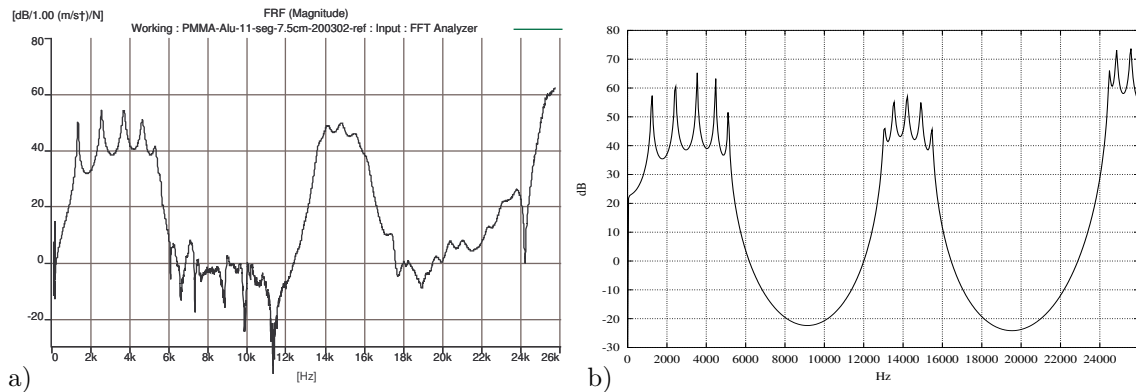 [dB/1.00 (m/s†)/N]
FRF (Magnitude)
Working : PMMA-Alu-11-seg-7.5cm-200302-ref : Input : FFT Analyzer
80
60
40
20
0
-20
0 2k 4k 6k 8k 10k 12k 14k 16k 18k 20k 22k 24k 26k
[Hz]
a)
80
70
60
50
40
30
20
10
0
-10
-20
-30
dB
0 2000 4000 6000 8000 10000 12000 14000 16000 18000 20000 22000 24000
Hz
b)